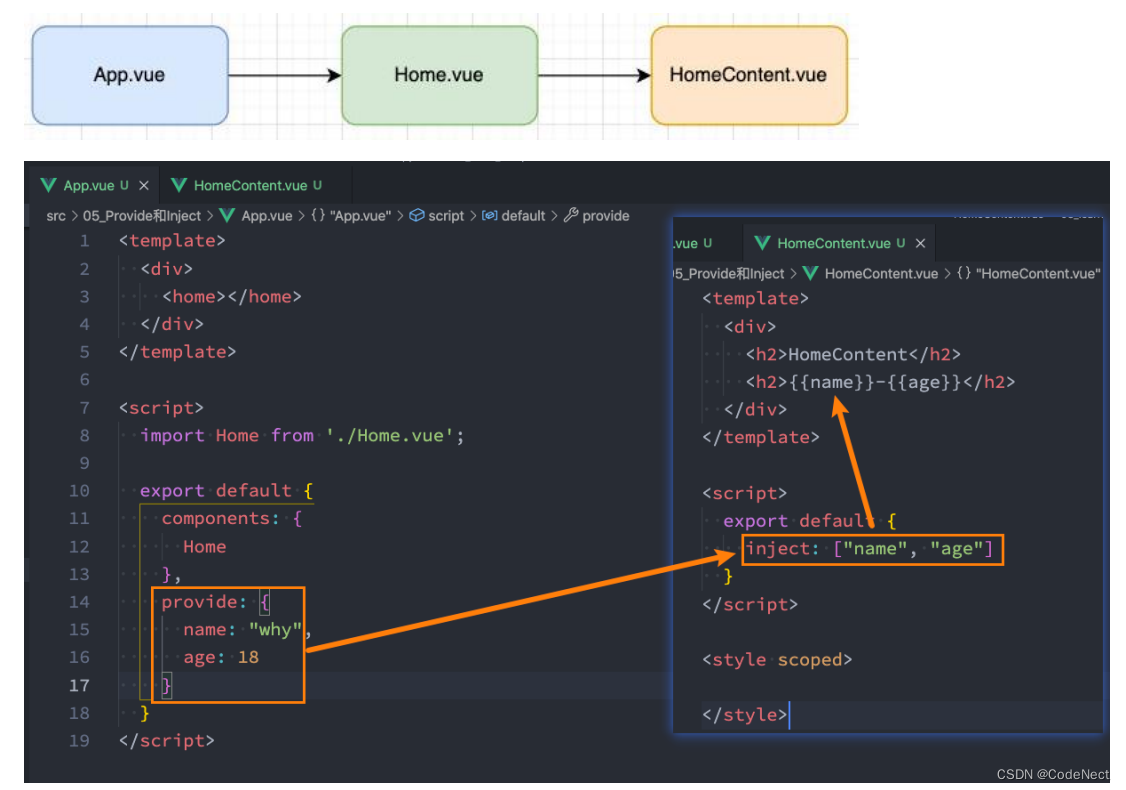 App.vue
Home.vue
HomeContent.vue
App.vue U ×
HomeContent.vue U
src > 05_Provide和Inject > App.vue > {} "App.vue" > script > default > provide
1 <template>
2 <div>
3 <home></home>
4 </div>
5 </template>
6
7 <script>
8 import Home from './Home.vue';
9
10 export default {
11 components: {
12 Home
13 },
14 provide: {
15 name: "why",
16 age: 18
17 }
18 }
19 </script>
.vue U
HomeContent.vue U ×
05_Provide和Inject > HomeContent.vue > {} "HomeContent.vue"
<template>
<div>
<h2>HomeContent</h2>
<h2>{{name}}-{{age}}</h2>
</div>
</template>
<script>
export default {
inject: ["name", "age"]
}
</script>
<style scoped>
</style>
CSDN @CodeNect